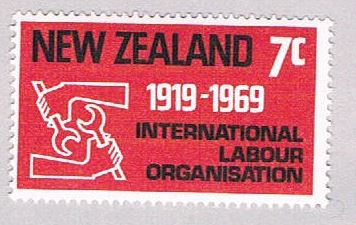 NEW ZEALAND 7c
1919-1969
INTERNATIONAL
LABOUR
ORGANISATION